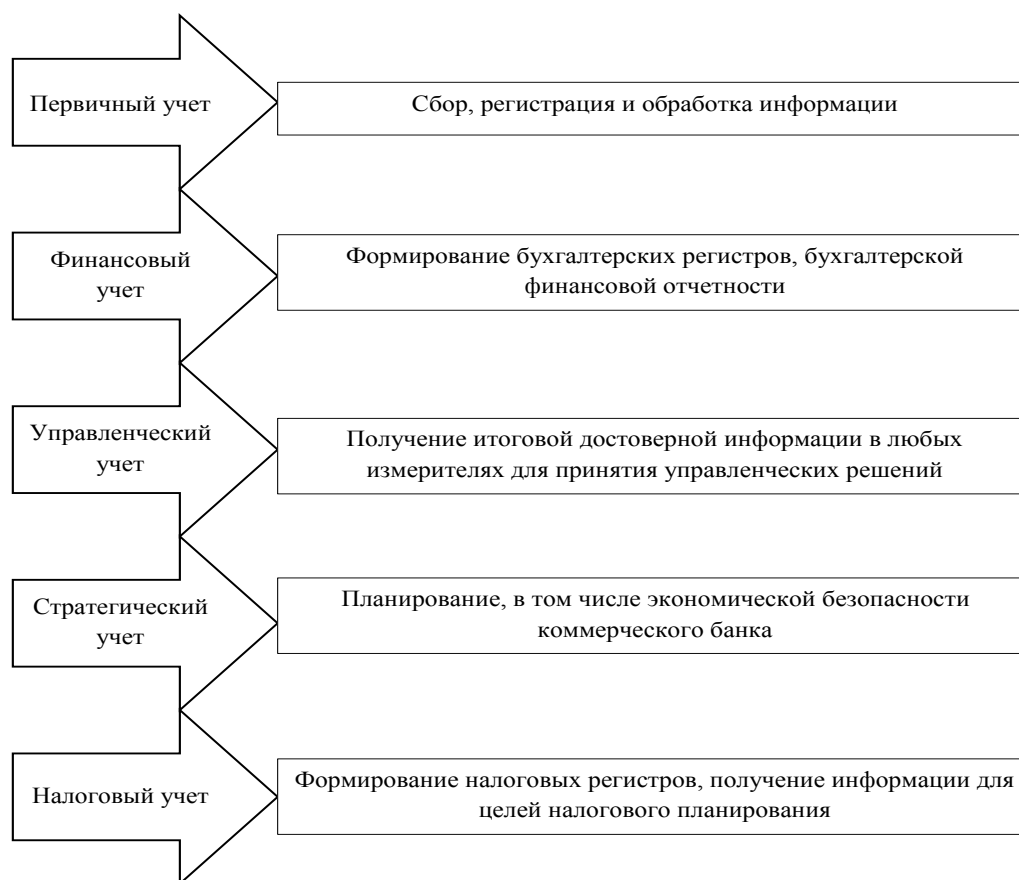 Первичный учет
Сбор, регистрация и обработка информации
Финансовый
учет
Формирование бухгалтерских регистров, бухгалтерской
финансовой отчетности
Управленческий
учет
Получение итоговой достоверной информации в любых
измерителях для принятия управленческих решений
Стратегический
учет
Планирование, в том числе экономической безопасности
коммерческого банка
Налоговый учет
Формирование налоговых регистров, получение информации для
целей налогового планирования